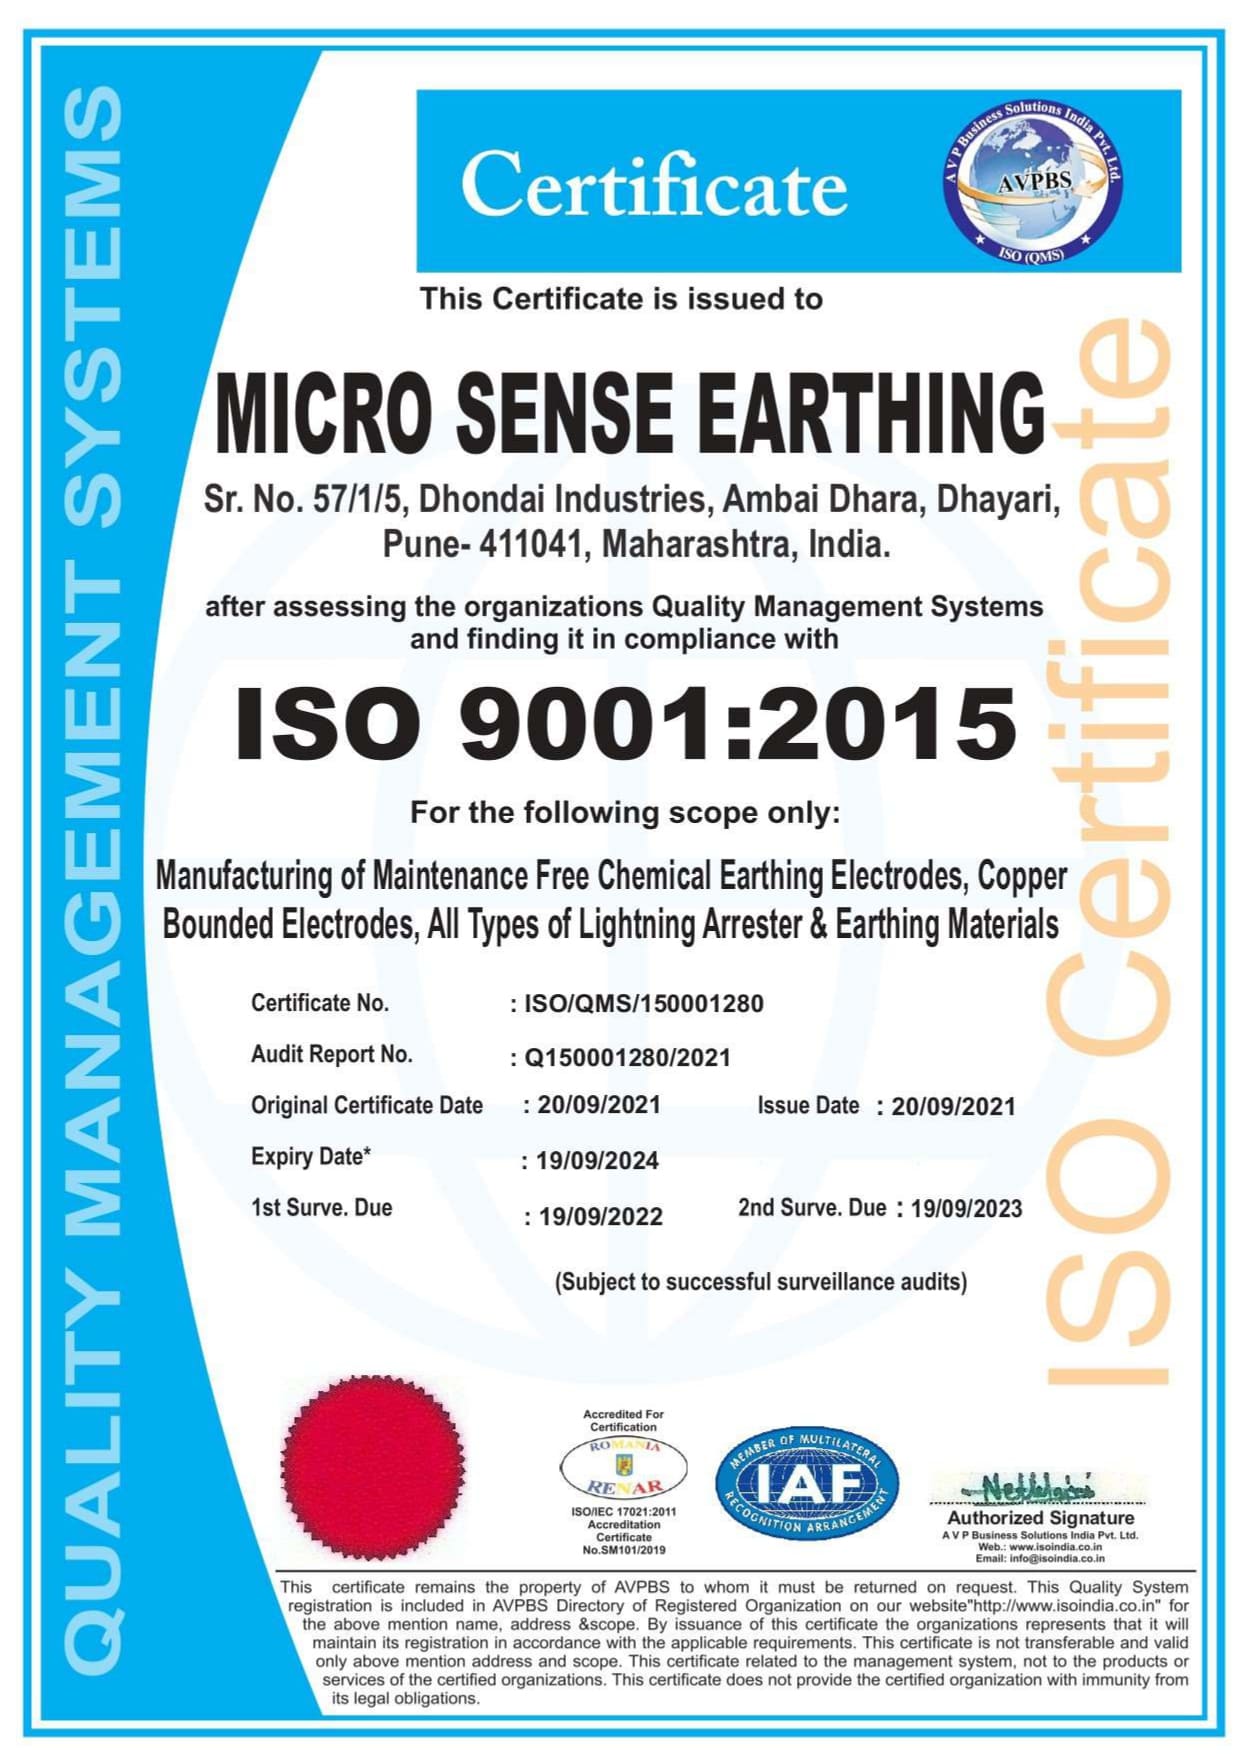 QUALITY MANAGEMENT SYSTEMS
Certificate
A V P Business Solutions India Pvt. Ltd.
AVPBS
ISO (QMS)
This Certificate is issued to
MICRO SENSE EARTHING
Sr. No. 57/1/5, Dhondai Industries, Ambai Dhara, Dhayari,
Pune- 411041, Maharashtra, India.
after assessing the organizations Quality Management Systems
and finding it in compliance with
ISO 9001:2015
For the following scope only:
Manufacturing of Maintenance Free Chemical Earthing Electrodes, Copper
Bounded Electrodes, All Types of Lightning Arrester & Earthing Materials
Certificate No. : ISO/QMS/150001280
Audit Report No. : Q150001280/2021
Original Certificate Date : 20/09/2021 Issue Date : 20/09/2021
Expiry Date* : 19/09/2024
1st Surve. Due : 19/09/2022 2nd Surve. Due : 19/09/2023
(Subject to successful surveillance audits)
ISO Certificate
Accredited For
Certification
ROMANIA
RENAR
ISO/IEC 17021:2011
Accreditation
Certificate
No.SM101/2019
MEMBER OF MULTILATERAL
IAF
RECOGNITION ARRANGEMENT
Authorized Signature
A V P Business Solutions India Pvt. Ltd.
Web.: www.isoindia.co.in
Email: info@isoindia.co.in
This certificate remains the property of AVPBS to whom it must be returned on request. This Quality System
registration is included in AVPBS Directory of Registered Organization on our website"http://www.isoindia.co.in" for
the above mention name, address &scope. By issuance of this certificate the organizations represents that it will
maintain its registration in accordance with the applicable requirements. This certificate is not transferable and valid
only above mention address and scope. This certificate related to the management system, not to the products or
services of the certified organizations. This certificate does not provide the certified organization with immunity from
its legal obligations.